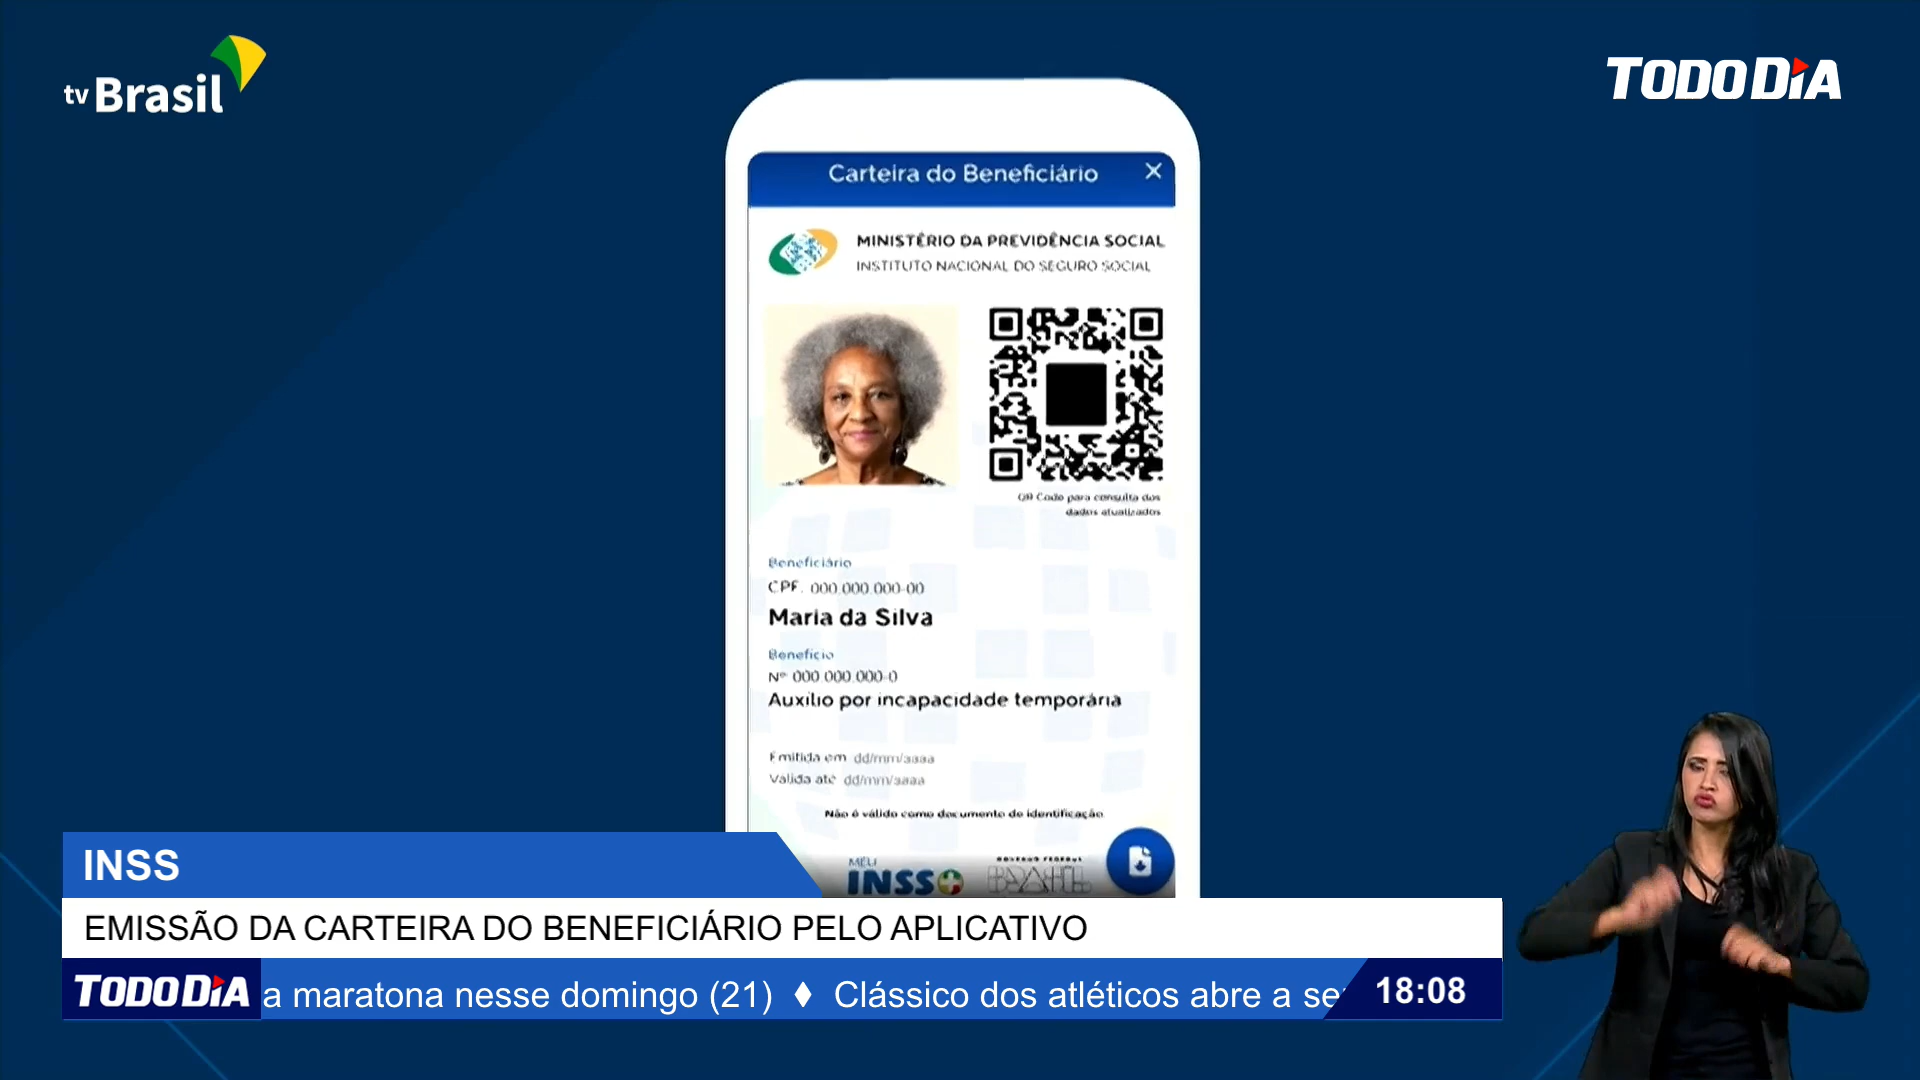 tv Brasil
TODO DIA
Carteira do Beneficiário
MINISTÉRIO DA PREVIDÊNCIA SOCIAL
INSTITUTO NACIONAL DO SEGURO SOCIAL
QR Code para consulta dos
dados atualizados
Beneficiário
CPF. 000.000.000-00
Maria da Silva
Benefício
Nº 000.000.000-0
Auxílio por incapacidade temporária
Emitida em dd/mm/aaaa
Valida até dd/mm/aaaa
Não é válido como documento de identificação.
MEU
INSS
GOVERNO FEDERAL
BRASIL
INSS
EMISSÃO DA CARTEIRA DO BENEFICIÁRIO PELO APLICATIVO
TODO DIA
a maratona nesse domingo (21) ♦ Clássico dos atléticos abre a se
18:08